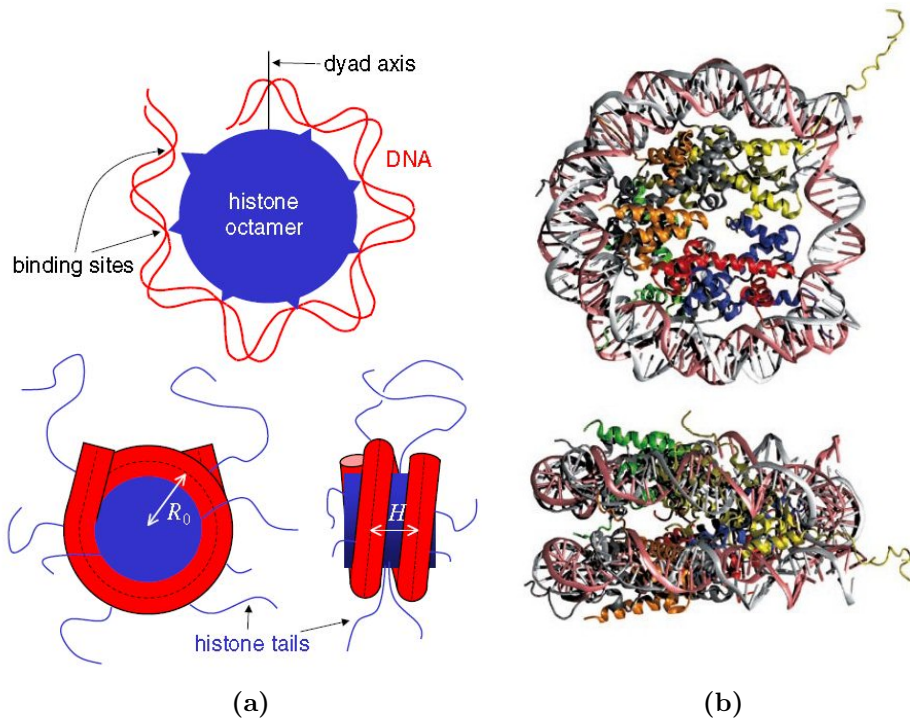 dyad axis
DNA
histone
octamer
binding sites
R₀
H
histone tails
(a)
(b)